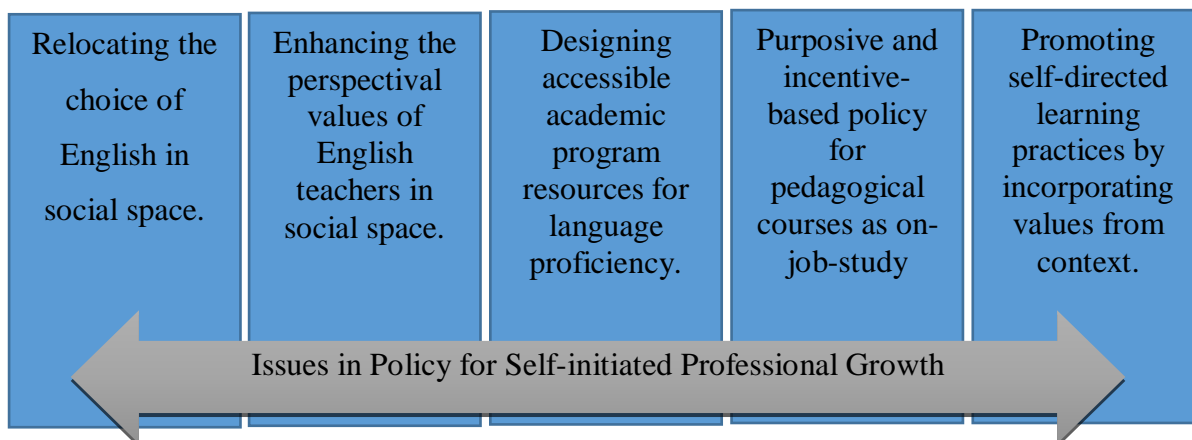 Relocating the
choice of
English in
social space.
Enhancing the
perspectival
values of
English
teachers in
social space.
Designing
accessible
academic
program
resources for
language
proficiency.
Purposive and
incentive-
based policy
for
pedagogical
courses as on-
job-study
Promoting
self-directed
learning
practices by
incorporating
values from
context.
Issues in Policy for Self-initiated Professional Growth